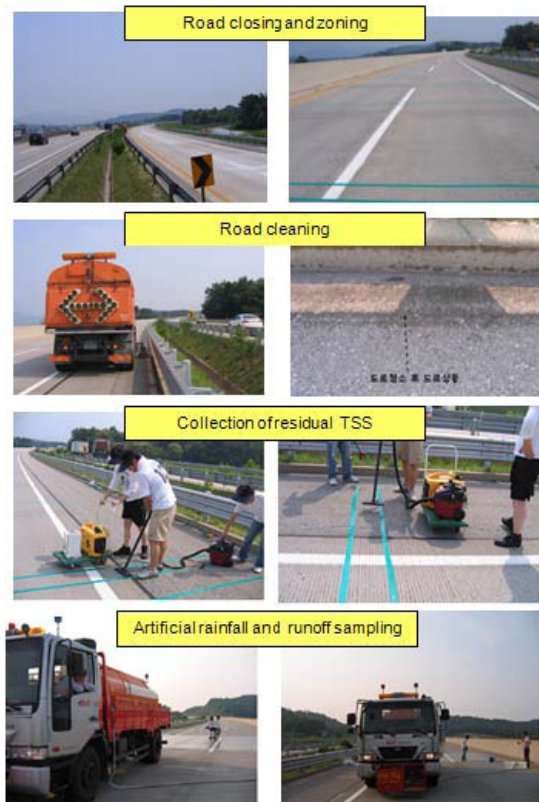 Road closing and zoning
Road cleaning
도로청소 후 도로상황
Collection of residual TSS
Artificial rainfall and runoff sampling